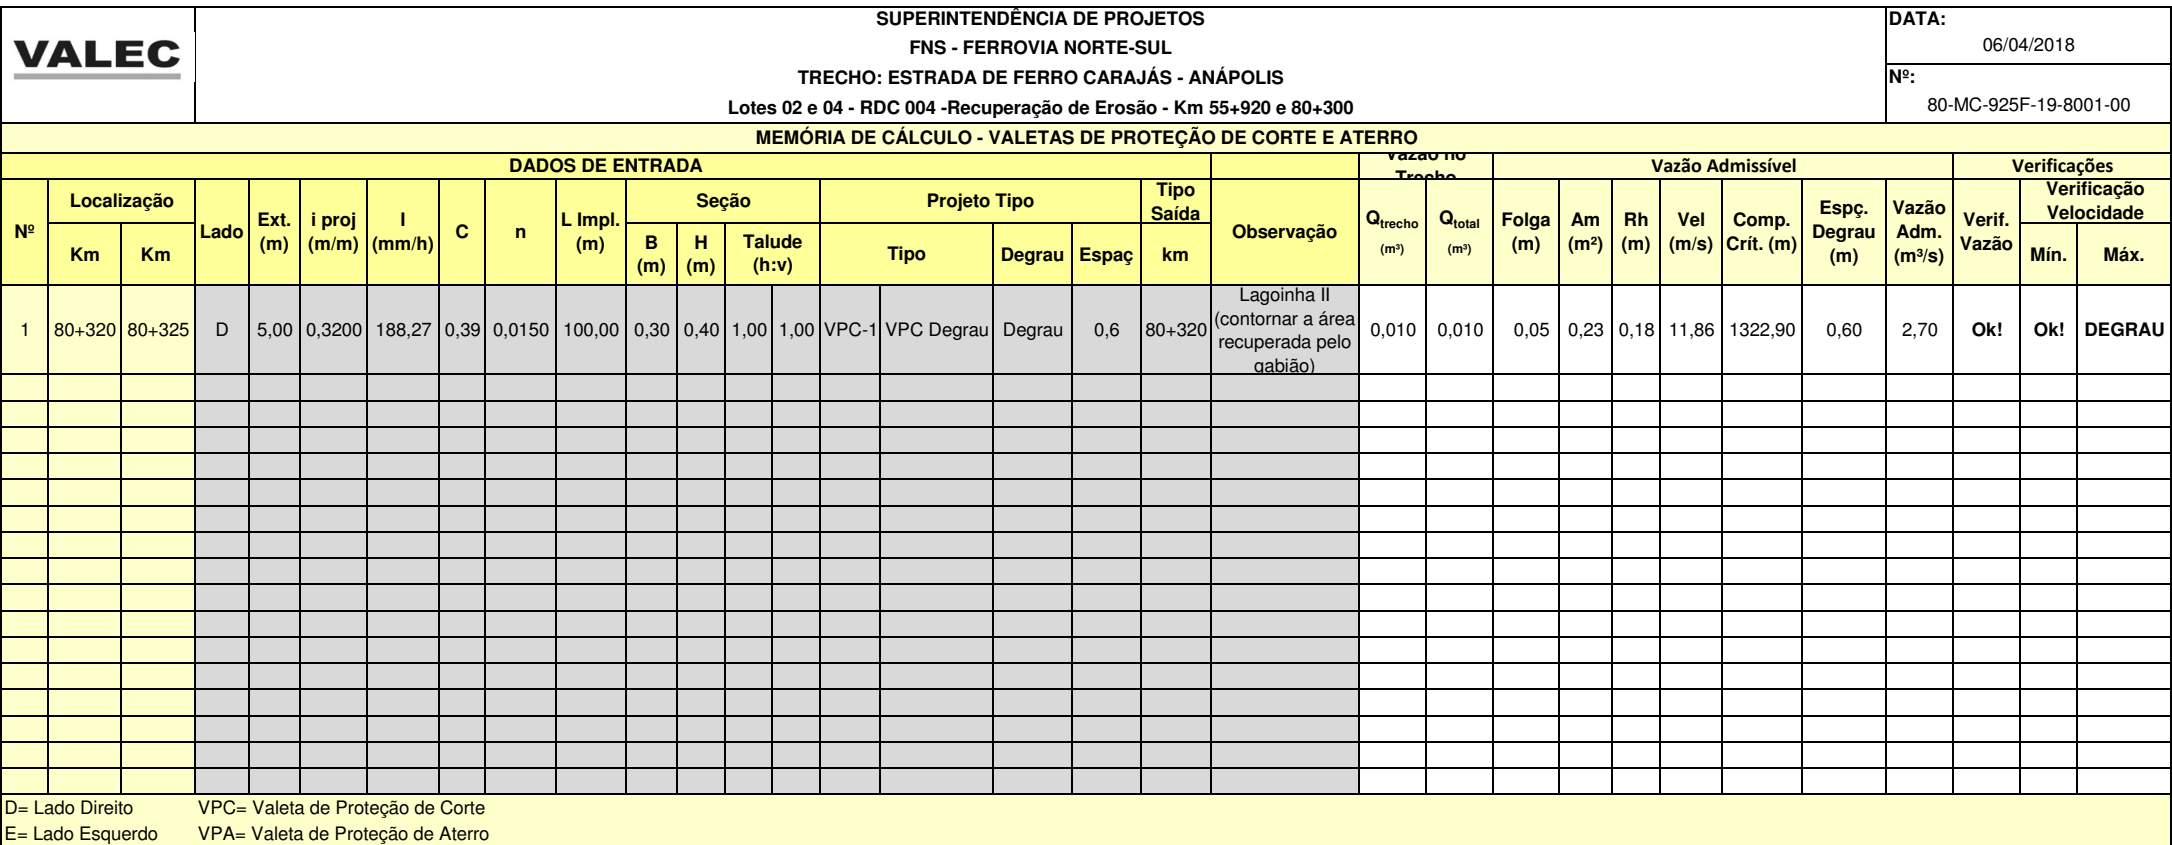 VALEC
SUPERINTENDÊNCIA DE PROJETOS
FNS - FERROVIA NORTE-SUL
TRECHO: ESTRADA DE FERRO CARAJÁS - ANÁPOLIS
Lotes 02 e 04 - RDC 004 -Recuperação de Erosão - Km 55+920 e 80+300
DATA:
06/04/2018
Nº:
80-MC-925F-19-8001-00
MEMÓRIA DE CÁLCULO - VALETAS DE PROTEÇÃO DE CORTE E ATERRO
DADOS DE ENTRADA
Vazão no
Trecho
Vazão Admissível
Verificações
Nº
Localização
Km
Km
Lado
Ext.
(m)
i proj
(m/m)
I
(mm/h)
C
n
L Impl.
(m)
Seção
B
(m)
H
(m)
Talude
(h:v)
Projeto Tipo
Tipo
Degrau
Espaç
Tipo
Saída
km
Observação
Qtrecho
(m³)
Qtotal
(m³)
Folga
(m)
Am
(m²)
Rh
(m)
Vel
(m/s)
Comp.
Crít. (m)
Espç.
Degrau
(m)
Vazão
Adm.
(m³/s)
Verif.
Vazão
Verificação
Velocidade
Mín.
Máx.
1 80+320 80+325 D 5,00 0,3200 188,27 0,39 0,0150 100,00 0,30 0,40 1,00 1,00 VPC-1 VPC Degrau Degrau 0,6 80+320
Lagoinha II
(contornar a área
recuperada pelo
gabião)
0,010 0,010 0,05 0,23 0,18 11,86 1322,90 0,60 2,70 Ok! Ok! DEGRAU
D= Lado Direito VPC= Valeta de Proteção de Corte
E= Lado Esquerdo VPA= Valeta de Proteção de Aterro